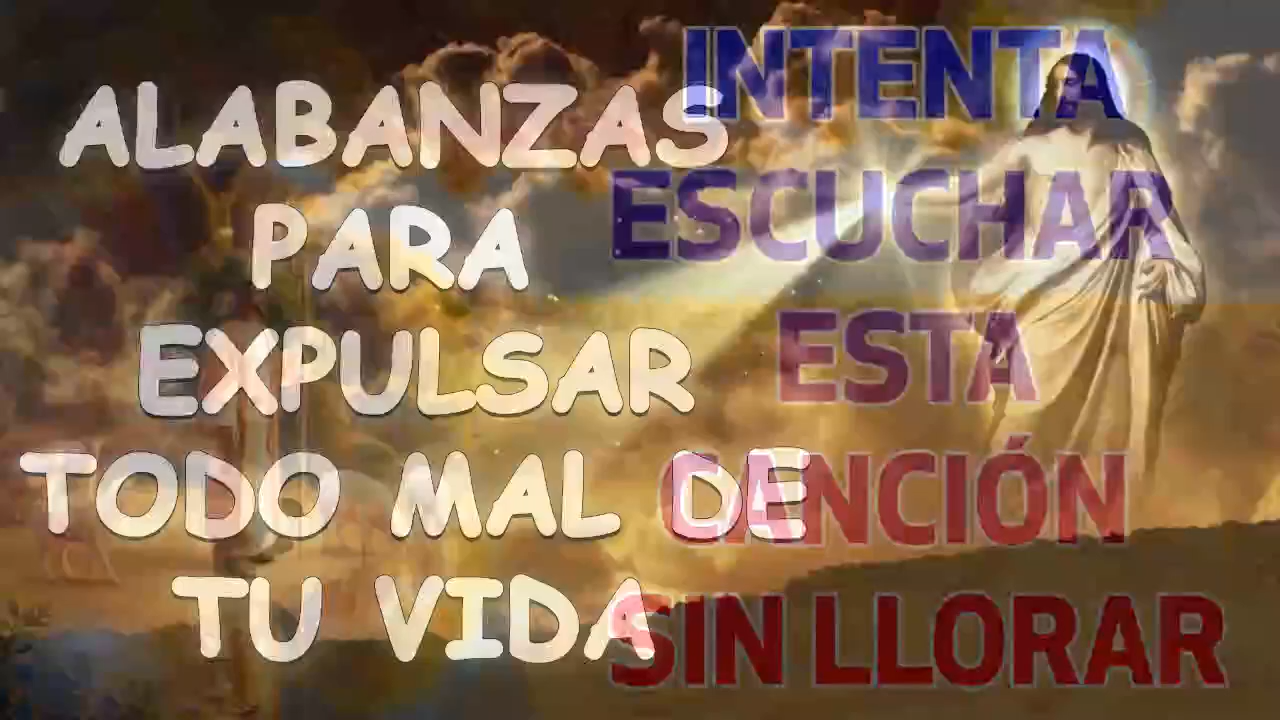 ALABANZAS
PARA
EXPULSAR
TODO MAL DE
TU VIDA
INTENTA
ESCUCHAR
ESTA
CANCIÓN
SIN LLORAR